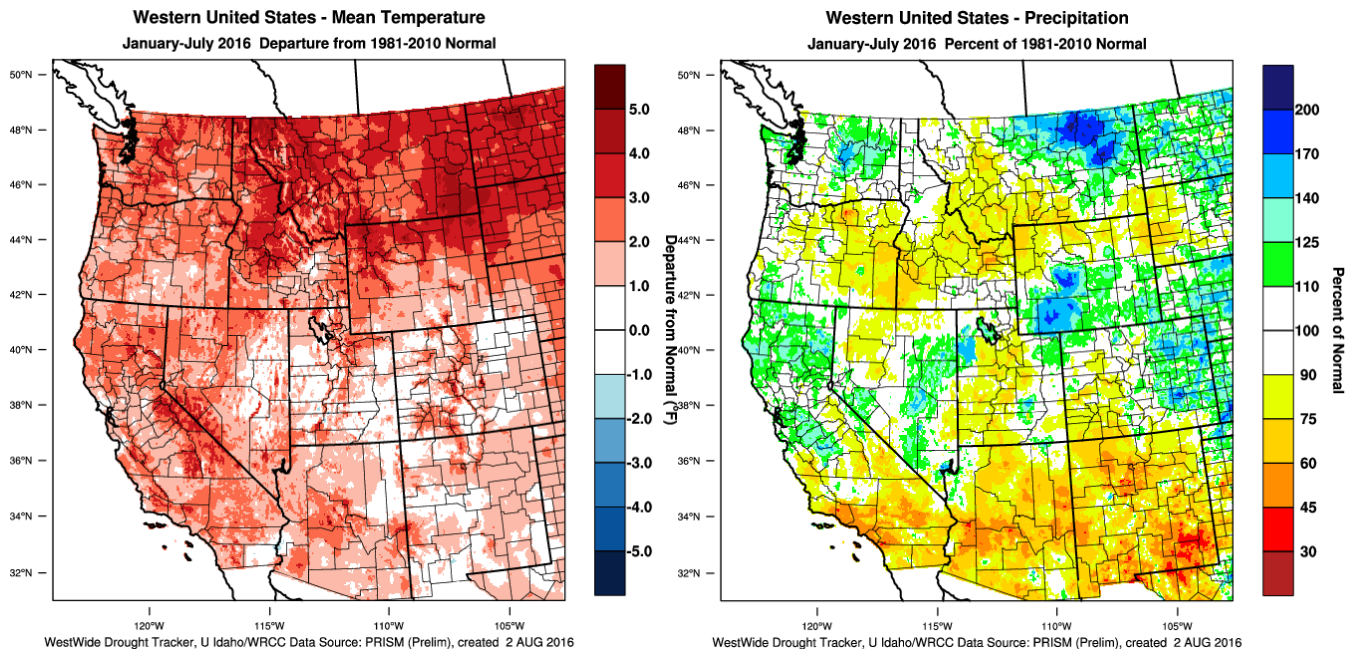 Western United States - Mean Temperature
January-July 2016 Departure from 1981-2010 Normal
50°N
48°N
46°N
44°N
42°N
40°N
38°N
36°N
34°N
32°N
120°W
115°W
110°W
105°W
5.0
4.0
3.0
2.0
1.0
0.0
-1.0
-2.0
-3.0
-4.0
-5.0
Departure from Normal (°F)
WestWide Drought Tracker, U Idaho/WRCC Data Source: PRISM (Prelim), created 2 AUG 2016
Western United States - Precipitation
January-July 2016 Percent of 1981-2010 Normal
50°N
48°N
46°N
44°N
42°N
40°N
38°N
36°N
34°N
32°N
120°W
115°W
110°W
105°W
200
170
140
125
110
100
90
75
60
45
30
Percent of Normal
WestWide Drought Tracker, U Idaho/WRCC Data Source: PRISM (Prelim), created 2 AUG 2016